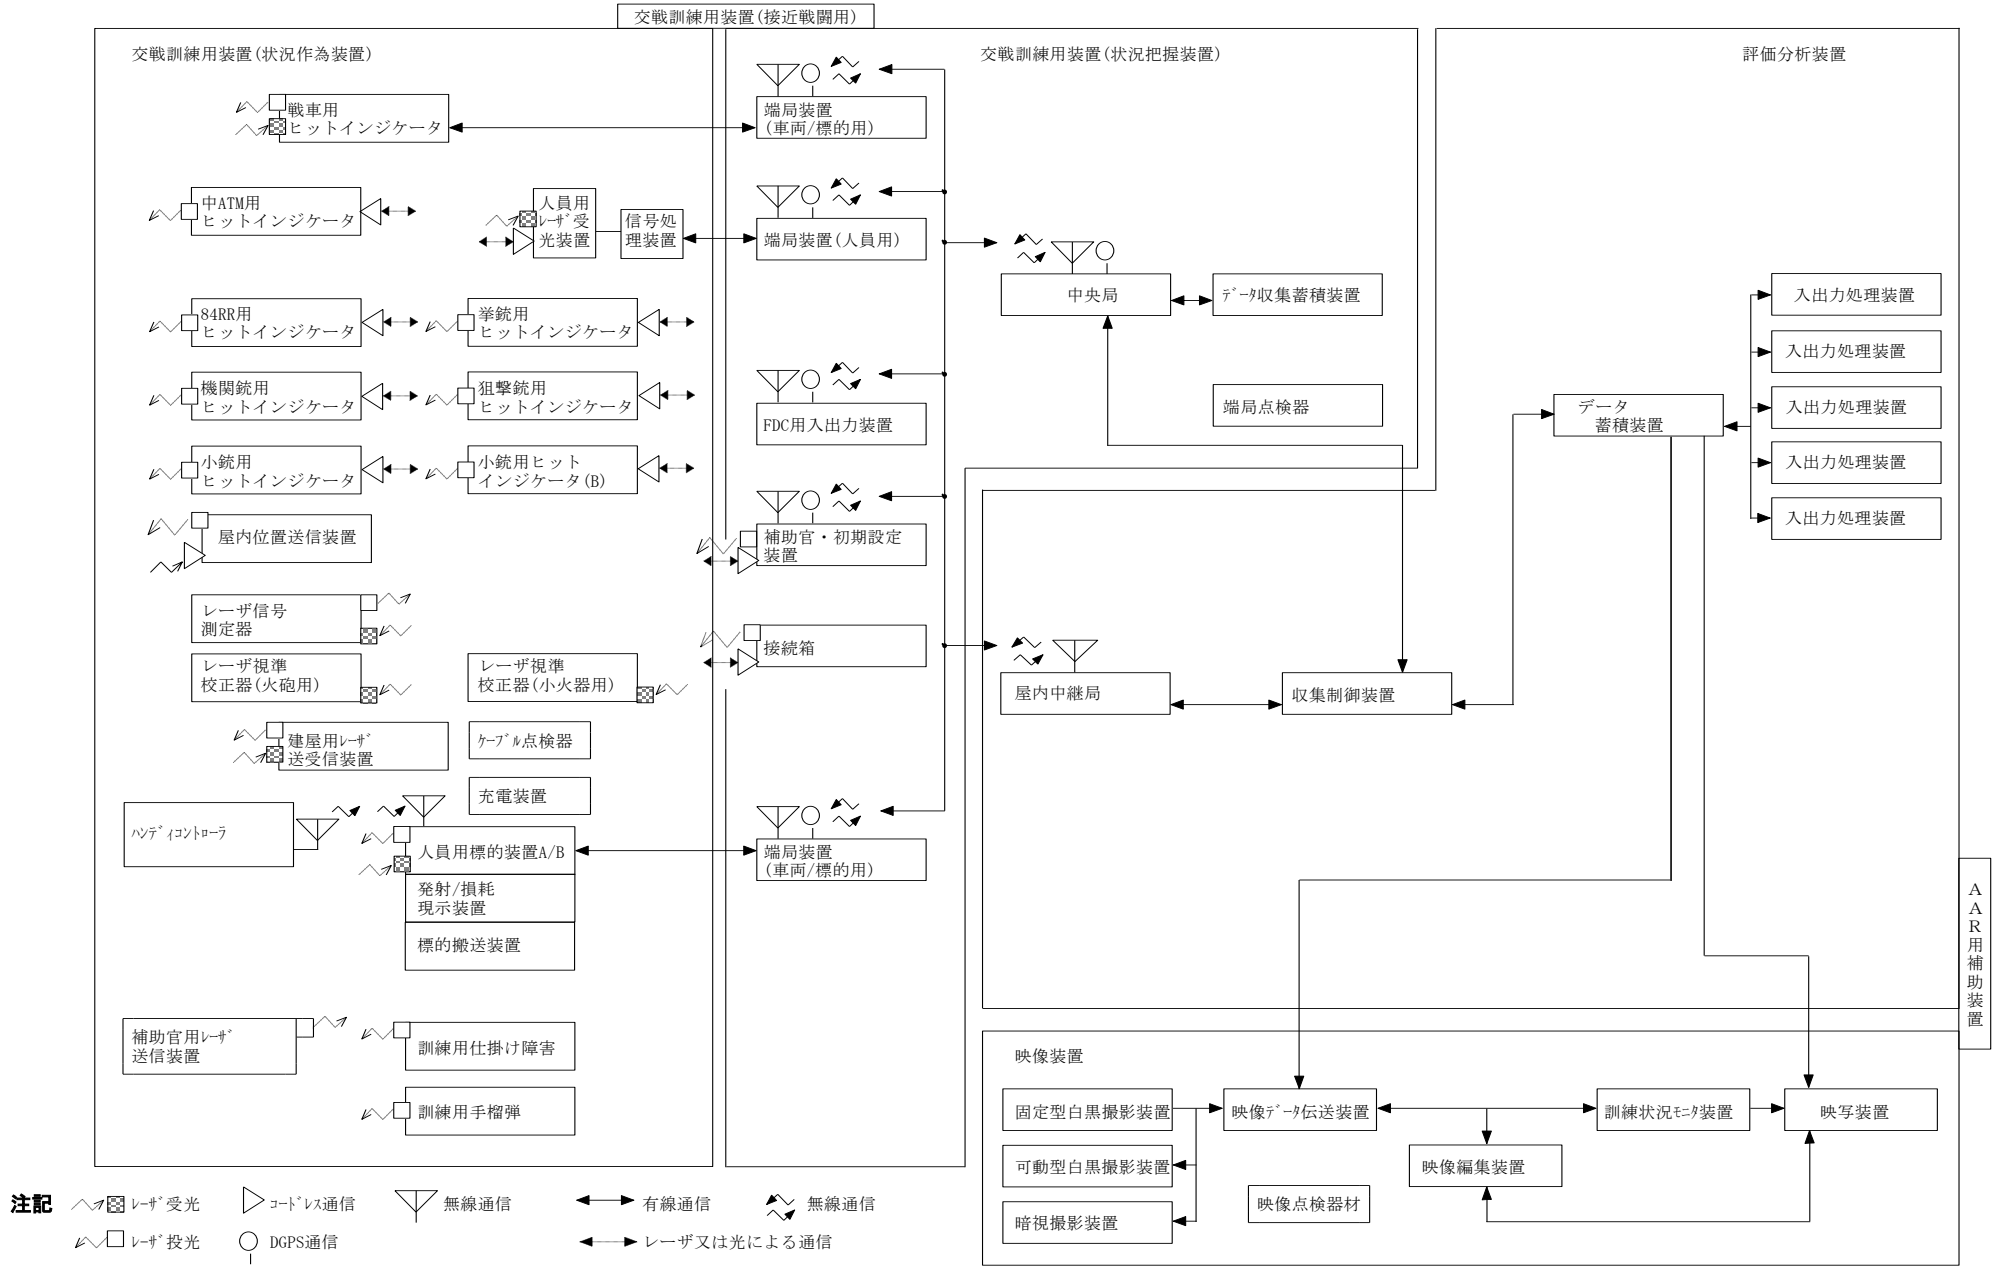 交戦訓練用装置(接近戦闘用)
交戦訓練用装置(状況作為装置)
戦車用
ヒットインジケータ
中ATM用
ヒットインジケータ
人員用
ﾚｰｻﾞ受
光装置
信号処
理装置
84RR用
ヒットインジケータ
拳銃用
ヒットインジケータ
機関銃用
ヒットインジケータ
狙撃銃用
ヒットインジケータ
小銃用
ヒットインジケータ
小銃用ヒット
インジケータ(B)
屋内位置送信装置
レーザ信号
測定器
レーザ視準
校正器(火砲用)
レーザ視準
校正器(小火器用)
建屋用ﾚｰｻﾞ
送受信装置
ｹｰﾌﾞﾙ点検器
充電装置
ﾊﾝﾃﾞｨｺﾝﾄﾛｰﾗ
人員用標的装置A/B
発射/損耗
現示装置
標的搬送装置
補助官用ﾚｰｻﾞ
送信装置
訓練用仕掛け障害
訓練用手榴弾
交戦訓練用装置(状況把握装置)
端局装置
(車両/標的用)
端局装置(人員用)
中央局
ﾃﾞｰﾀ収集蓄積装置
端局点検器
FDC用入出力装置
補助官・初期設定
装置
接続箱
端局装置
(車両/標的用)
評価分析装置
入出力処理装置
入出力処理装置
入出力処理装置
入出力処理装置
入出力処理装置
データ
蓄積装置
屋内中継局
収集制御装置
AAR用補助装置
映像装置
固定型白黒撮影装置
映像ﾃﾞｰﾀ伝送装置
訓練状況ﾓﾆﾀ装置
映写装置
可動型白黒撮影装置
映像編集装置
暗視撮影装置
映像点検器材
注記
ﾚｰｻﾞ受光
ｺｰﾄﾞﾚｽ通信
無線通信
有線通信
無線通信
ﾚｰｻﾞ投光
DGPS通信
レーザ又は光による通信